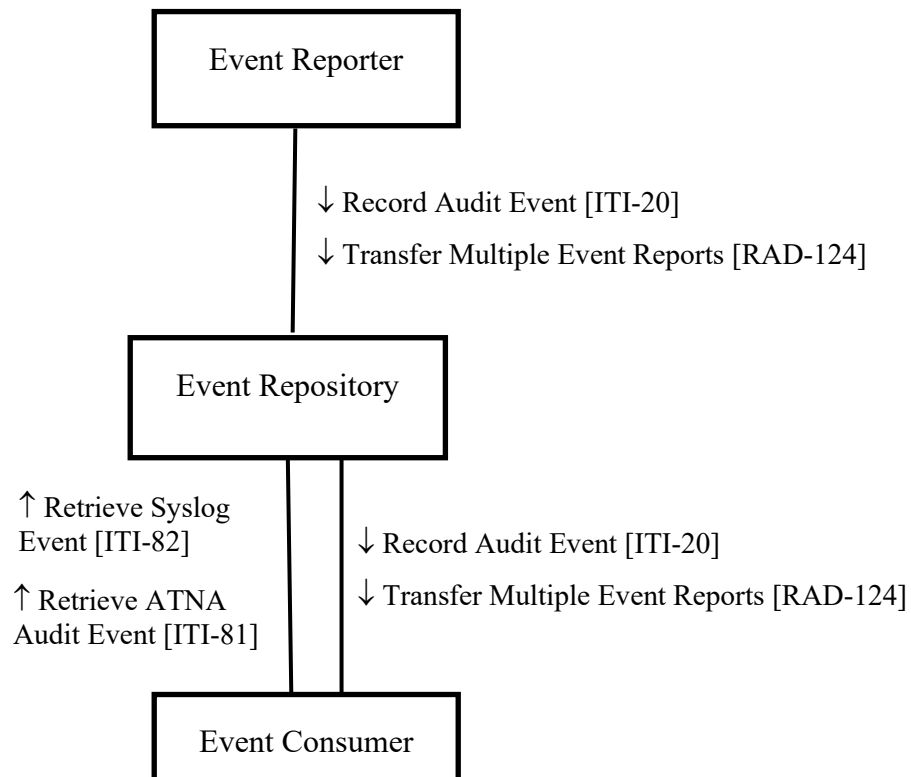 Event Reporter
↓ Record Audit Event [ITI-20]
↓ Transfer Multiple Event Reports [RAD-124]
Event Repository
↑ Retrieve Syslog
Event [ITI-82]
↑ Retrieve ATNA
Audit Event [ITI-81]
↓ Record Audit Event [ITI-20]
↓ Transfer Multiple Event Reports [RAD-124]
Event Consumer